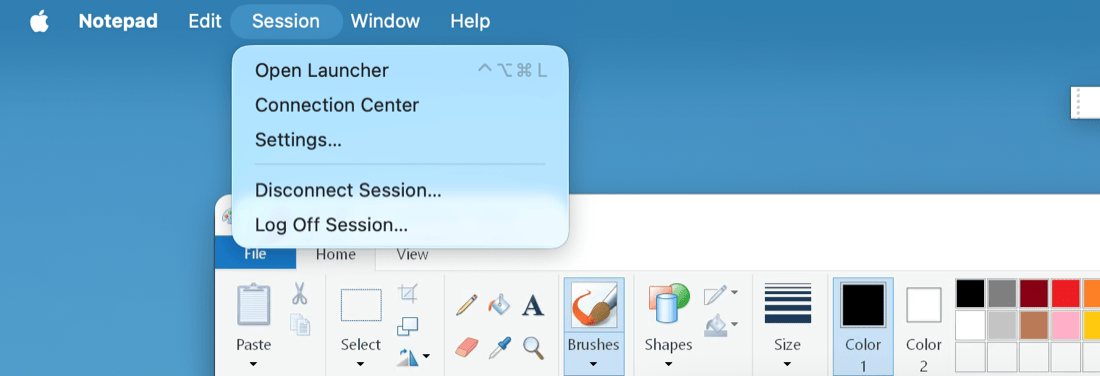 Notepad Edit Session Window Help
Open Launcher ^⌥⌘L
Connection Center
Settings...
Disconnect Session...
Log Off Session...
File Home View
Paste Select Brushes Shapes Size Color Color
1 2